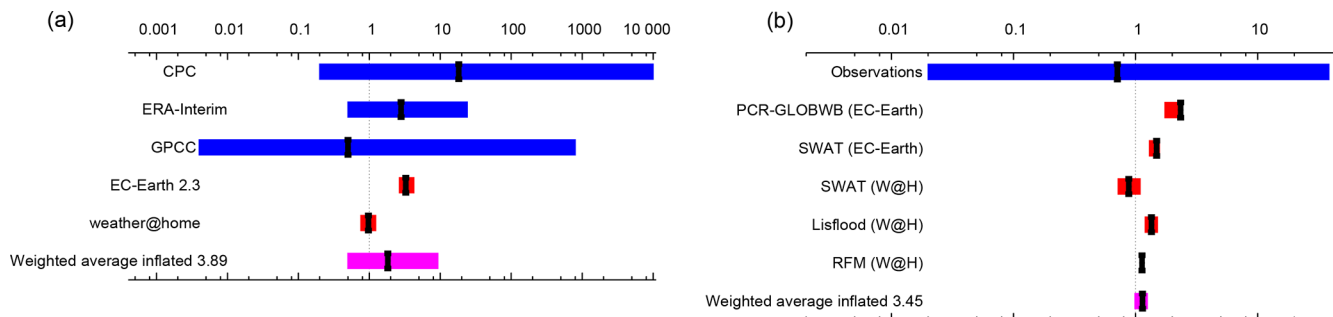 (a)
0.001 0.01 0.1 1 10 100 1000 10 000
CPC
ERA-Interim
GPCC
EC-Earth 2.3
weather@home
Weighted average inflated 3.89
(b)
0.01 0.1 1 10
Observations
PCR-GLOBWB (EC-Earth)
SWAT (EC-Earth)
SWAT (W@H)
Lisflood (W@H)
RFM (W@H)
Weighted average inflated 3.45